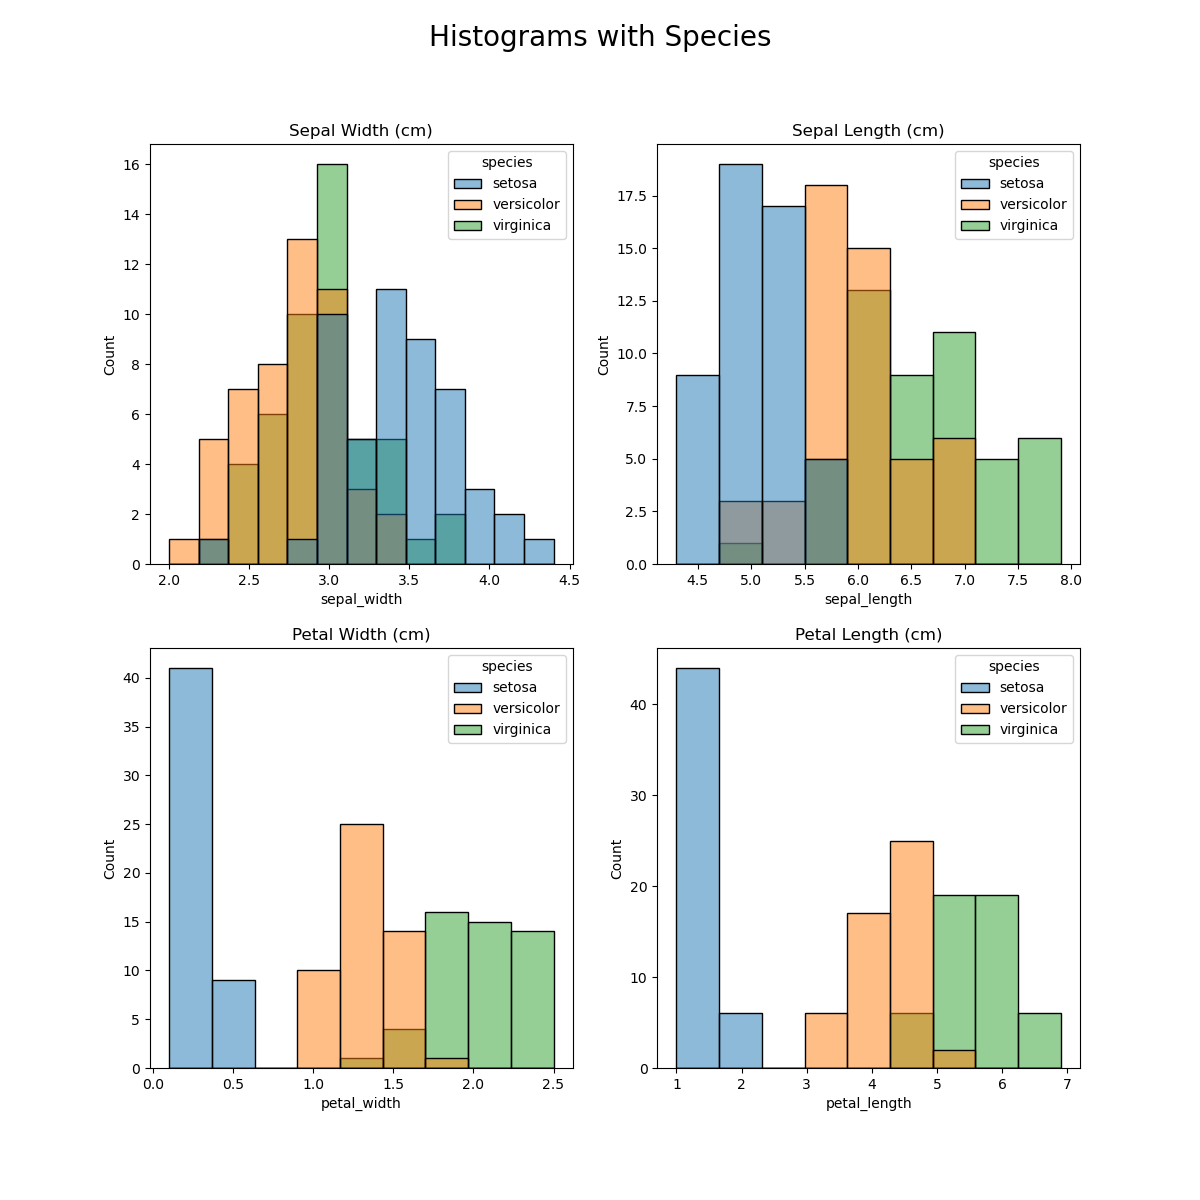 Histograms with Species
Sepal Width (cm)
species
setosa
versicolor
virginica
16
14
12
10
8
6
4
2
0
Count
2.0 2.5 3.0 3.5 4.0 4.5
sepal_width
Sepal Length (cm)
species
setosa
versicolor
virginica
17.5
15.0
12.5
10.0
7.5
5.0
2.5
0.0
Count
4.5 5.0 5.5 6.0 6.5 7.0 7.5 8.0
sepal_length
Petal Width (cm)
species
setosa
versicolor
virginica
40
35
30
25
20
15
10
5
0
Count
0.0 0.5 1.0 1.5 2.0 2.5
petal_width
Petal Length (cm)
species
setosa
versicolor
virginica
40
30
20
10
0
Count
1 2 3 4 5 6 7
petal_length